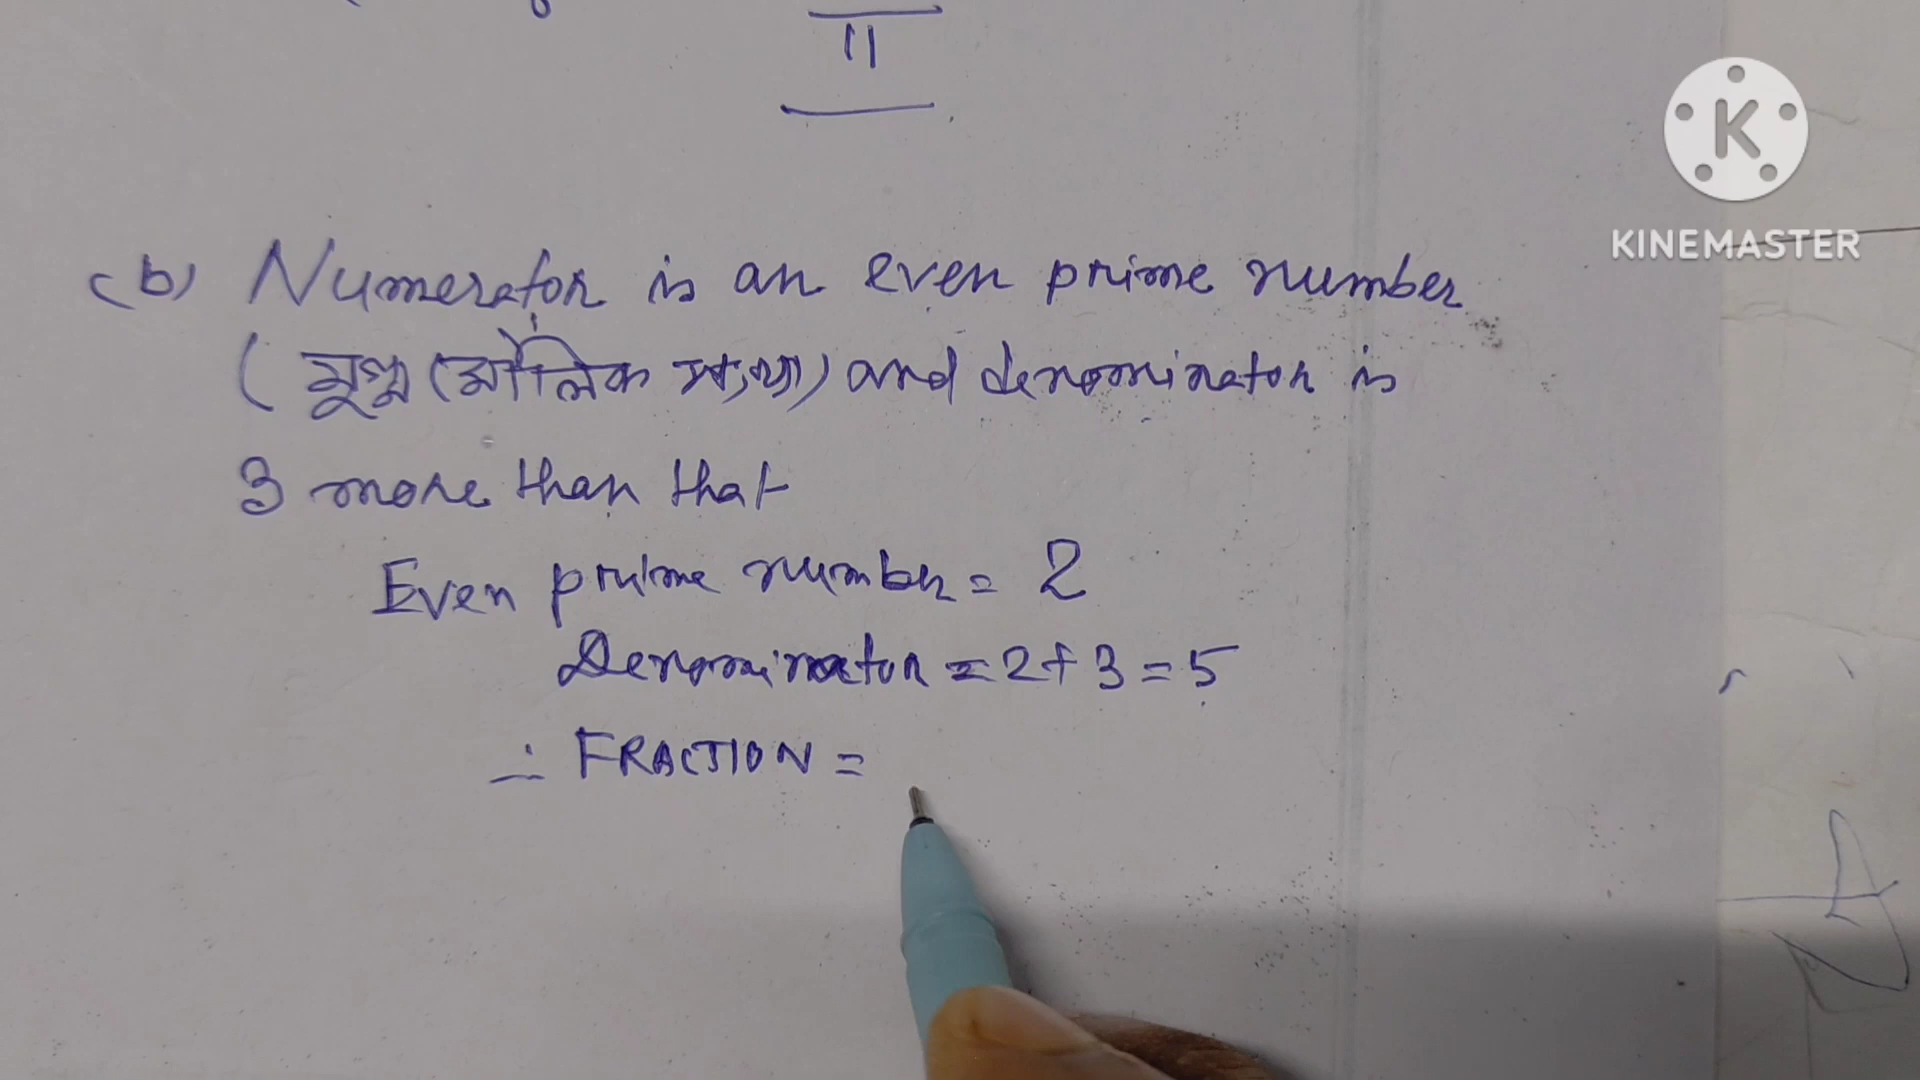 11
(b) Numerator is an even prime number
(যুগ্ম মৌলিক সংখ্যা) and denominator is
3 more than that
Even prime number = 2
Denominator = 2+3 = 5
∴ FRACTION =
K
KINEMASTER